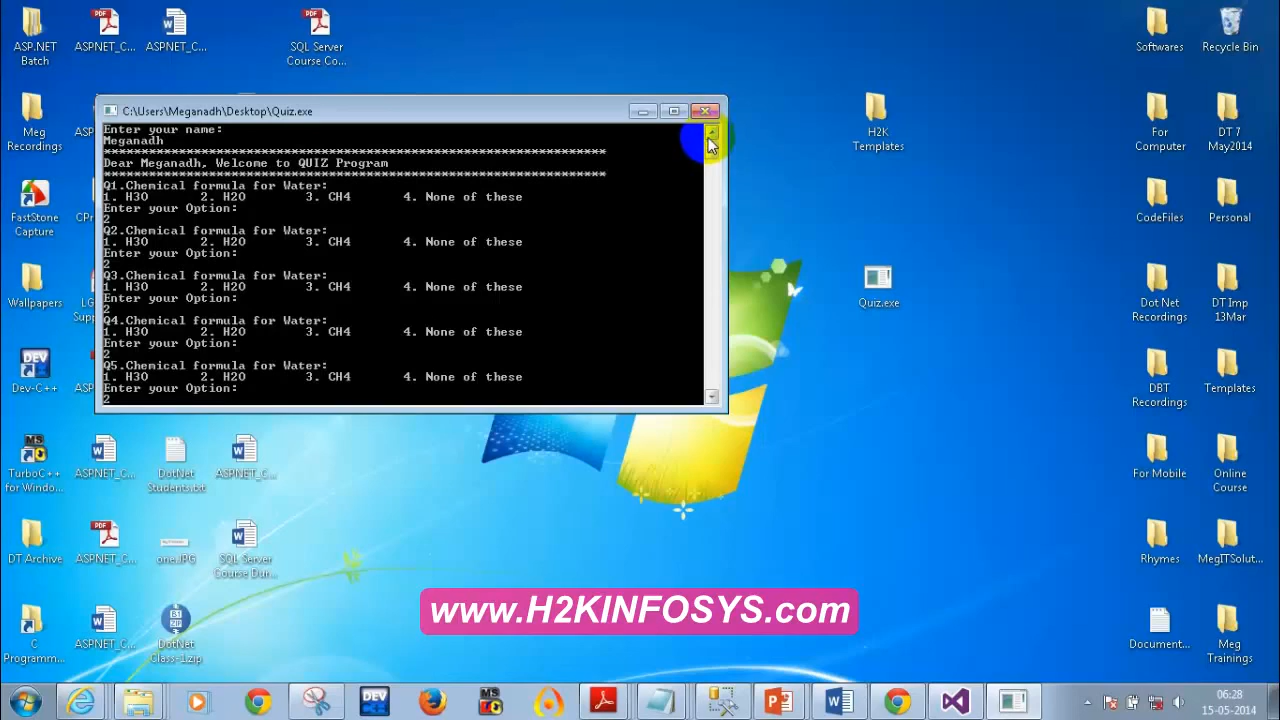 ASP.NET
Batch
ASPNET_C...
ASPNET_C...
SQL Server
Course Co...
Softwares
Recycle Bin
C:\Users\Meganadh\Desktop\Quiz.exe
Enter your name:
Meganadh
*******************************************************************
Dear Meganadh, Welcome to QUIZ Program
*******************************************************************
Q1.Chemical formula for Water:
1. H3O 2. H2O 3. CH4 4. None of these
Enter your Option:
2
Q2.Chemical formula for Water:
1. H3O 2. H2O 3. CH4 4. None of these
Enter your Option:
2
Q3.Chemical formula for Water:
1. H3O 2. H2O 3. CH4 4. None of these
Enter your Option:
2
Q4.Chemical formula for Water:
1. H3O 2. H2O 3. CH4 4. None of these
Enter your Option:
2
Q5.Chemical formula for Water:
1. H3O 2. H2O 3. CH4 4. None of these
Enter your Option:
2
Meg
Recordings
H2K
Templates
For
Computer
DT 7
May2014
FastStone
Capture
CodeFiles
Personal
Wallpapers
Quiz.exe
Dot Net
Recordings
DT Imp
13Mar
Dev-C++
DBT
Recordings
Templates
TurboC++
for Windo...
ASPNET_C...
DotNet
Students.txt
ASPNET_C...
For Mobile
Online
Course
DT Archive
ASPNET_C...
one.JPG
SQL Server
Course Dur...
Rhymes
MegITSolut...
www.H2KINFOSYS.com
C
Programm...
ASPNET_C...
DotNet
Class-1.zip
Document...
Meg
Trainings
DEV
MS
06:28
15-05-2014